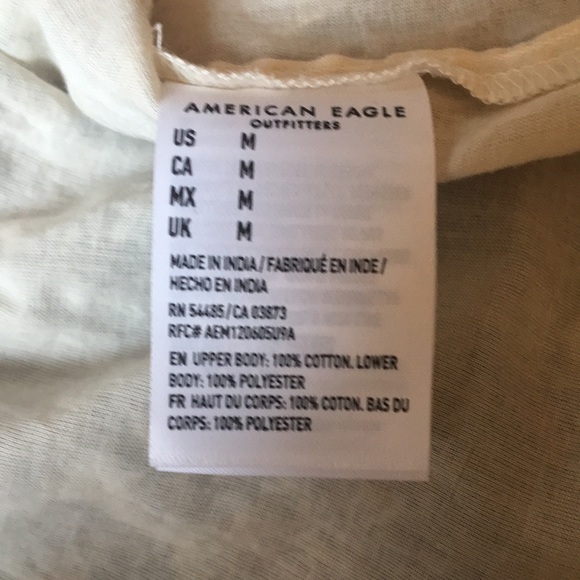 AMERICAN EAGLE
OUTFITTERS
US M
CA M
MX M
UK M
MADE IN INDIA / FABRIQUÉ EN INDE /
HECHO EN INDIA
RN 54485/CA 03873
RFC# AEM120605U9A
EN UPPER BODY: 100% COTTON. LOWER
BODY: 100% POLYESTER
FR HAUT DU CORPS: 100% COTON. BAS DU
CORPS: 100% POLYESTER